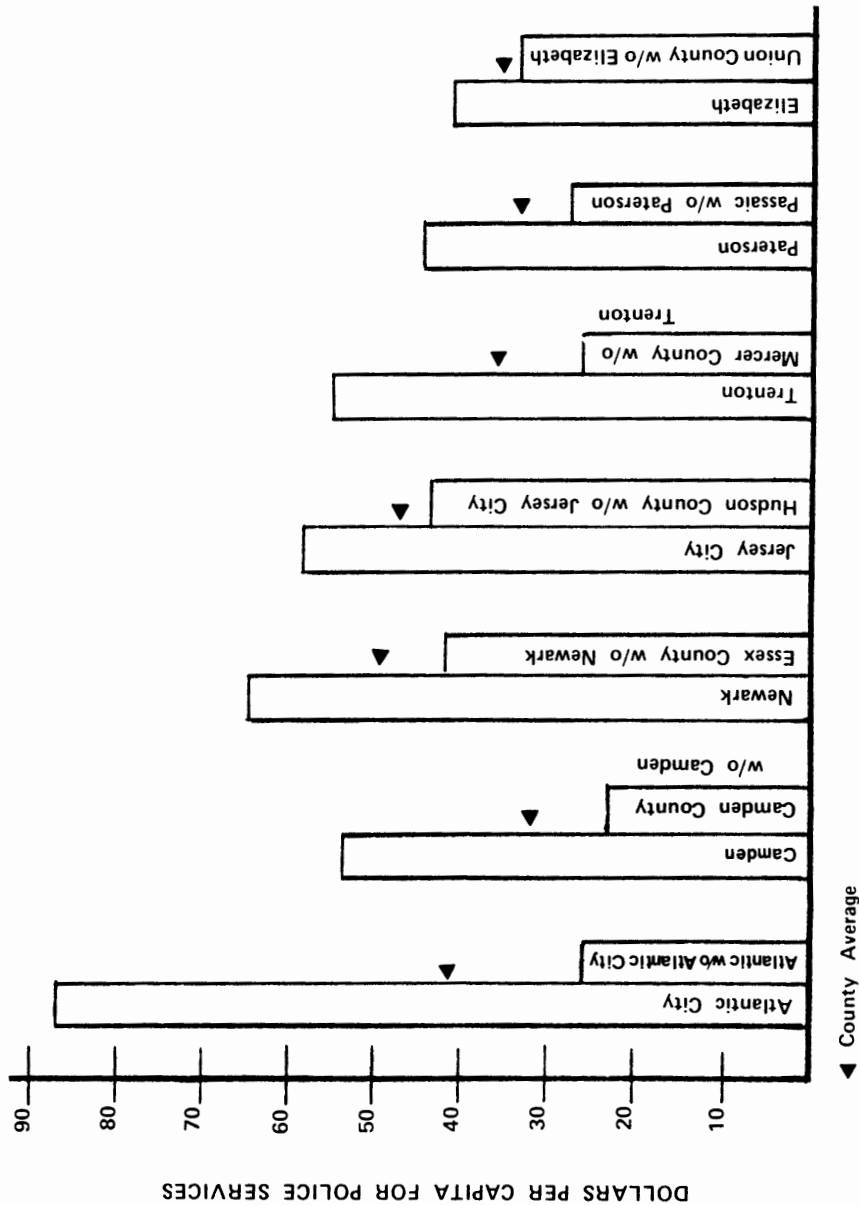 DOLLARS PER CAPITA FOR POLICE SERVICES
90
80
70
60
50
40
30
20
10
Atlantic City
Atlantic w/o Atlantic City
Camden
Camden County
w/o Camden
Newark
Essex County w/o Newark
Jersey City
Hudson County w/o Jersey City
Trenton
Mercer County w/o
Trenton
Paterson
Passaic w/o Paterson
Elizabeth
Union County w/o Elizabeth
▲ County Average